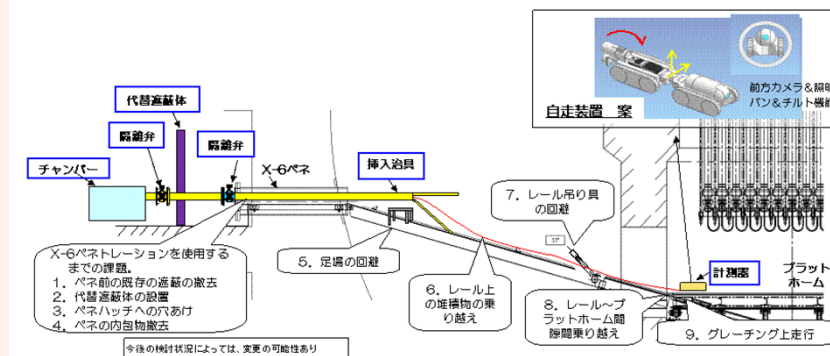 前方カメラ&照明
パン&チルト機能
自走装置 案
代替遮蔽体
隔離弁
隔離弁
チャンバー
X-6ペネ
挿入治具
7. レール吊り具
の回避
5. 足場の回避
6. レール上
の堆積物の乗
り越え
計測器
プラット
ホーム
8. レール~プ
ラットホーム間
隙間乗り越え
9. グレーチング上走行
X-6ペネトレーションを使用する
までの課題。
1. ペネ前の既存の遮蔽の撤去
2. 代替遮蔽体の設置
3. ペネハッチへの穴あけ
4. ペネの内包物撤去
今後の検討状況によっては、変更の可能性あり